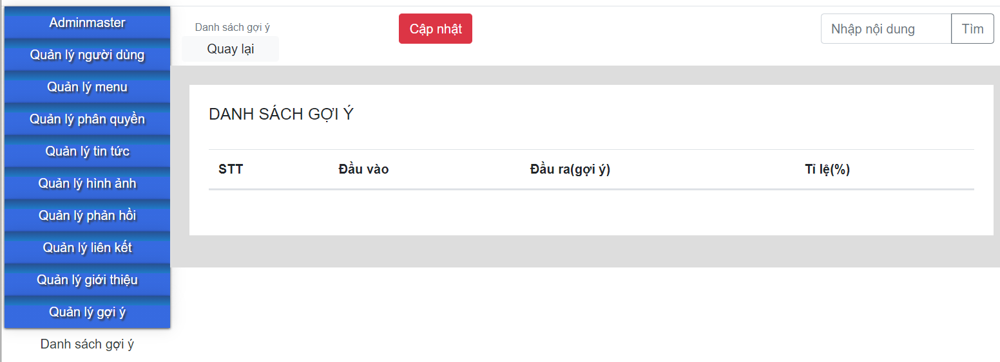 Adminmaster
Quản lý người dùng
Quản lý menu
Quản lý phân quyền
Quản lý tin tức
Quản lý hình ảnh
Quản lý phản hồi
Quản lý liên kết
Quản lý giới thiệu
Quản lý gợi ý
Danh sách gợi ý
Danh sách gợi ý
Quay lại
Cập nhật
Nhập nội dung Tìm
DANH SÁCH GỢI Ý
STT Đầu vào Đầu ra(gợi ý) Tỉ lệ(%)